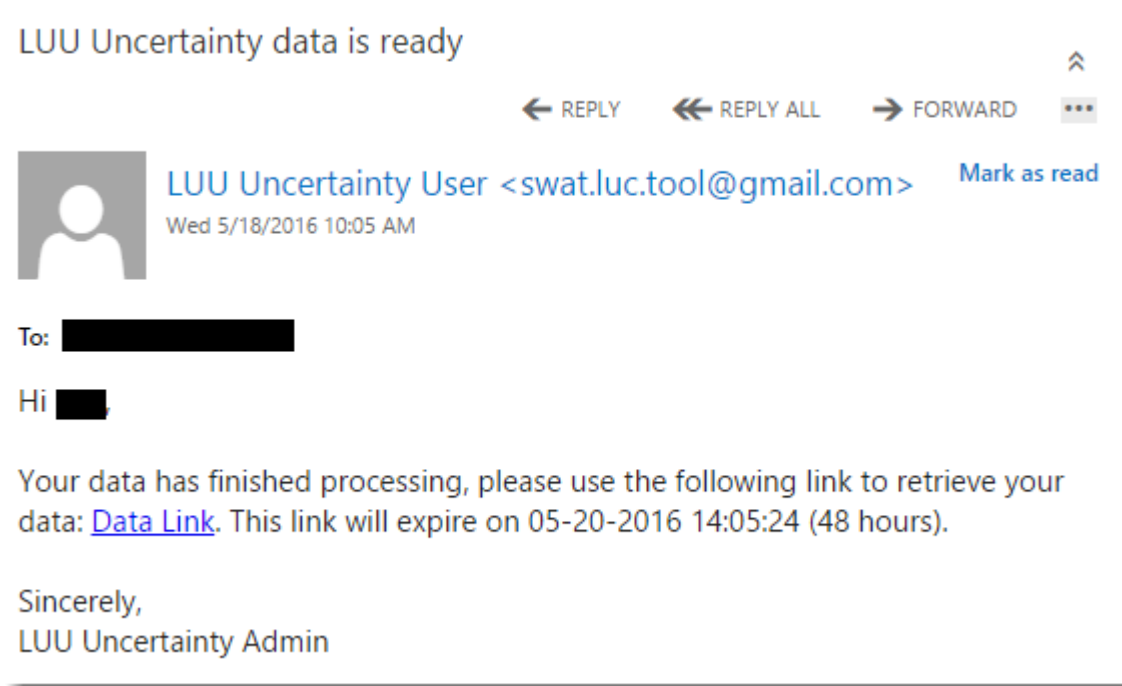 LUU Uncertainty data is ready
REPLY REPLY ALL FORWARD
LUU Uncertainty User <swat.luc.tool@gmail.com> Mark as read
Wed 5/18/2016 10:05 AM
To:
Hi ,
Your data has finished processing, please use the following link to retrieve your
data: Data Link. This link will expire on 05-20-2016 14:05:24 (48 hours).
Sincerely,
LUU Uncertainty Admin